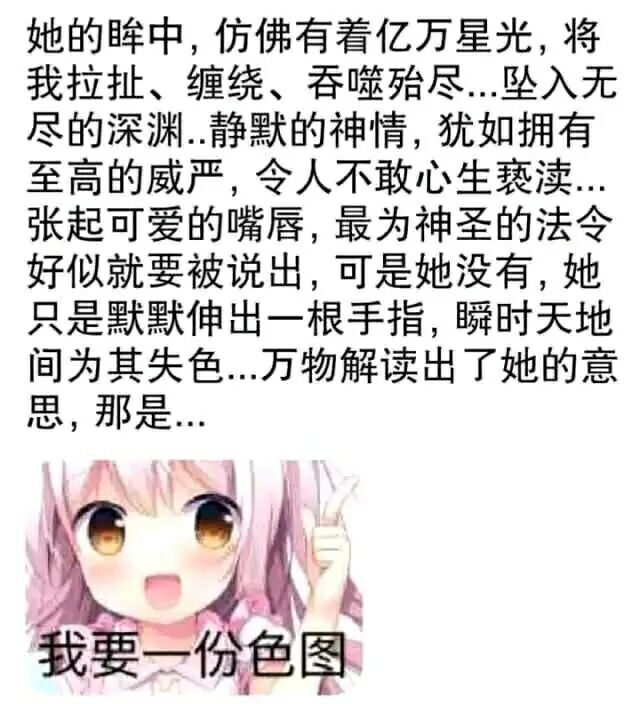 她的眸中, 仿佛有着亿万星光, 将
我拉扯、缠绕、吞噬殆尽...坠入无
尽的深渊..静默的神情, 犹如拥有
至高的威严, 令人不敢心生亵渎...
张起可爱的嘴唇, 最为神圣的法令
好似就要被说出, 可是她没有, 她
只是默默伸出一根手指, 瞬时天地
间为其失色...万物解读出了她的意
思, 那是...
我要一份色图